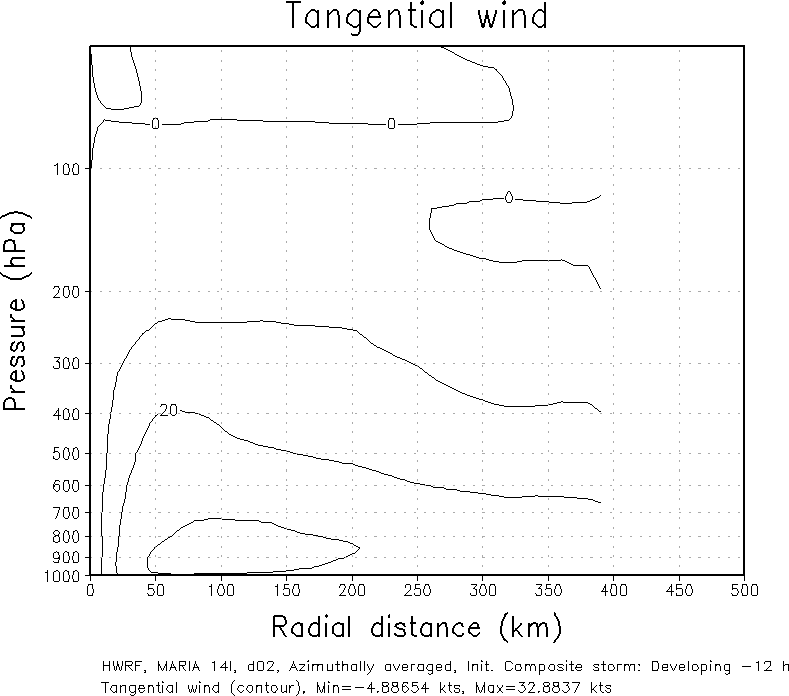 Tangential wind
0
0
100
0
200
300
20
400
500
600
700
800
900
1000
0 50 100 150 200 250 300 350 400 450 500
Pressure (hPa)
Radial distance (km)
HWRF, MARIA 14l, d02, Azimuthally averaged, Init. Composite storm: Developing −12 h
Tangential wind (contour), Min=−4.88654 kts, Max=32.8837 kts